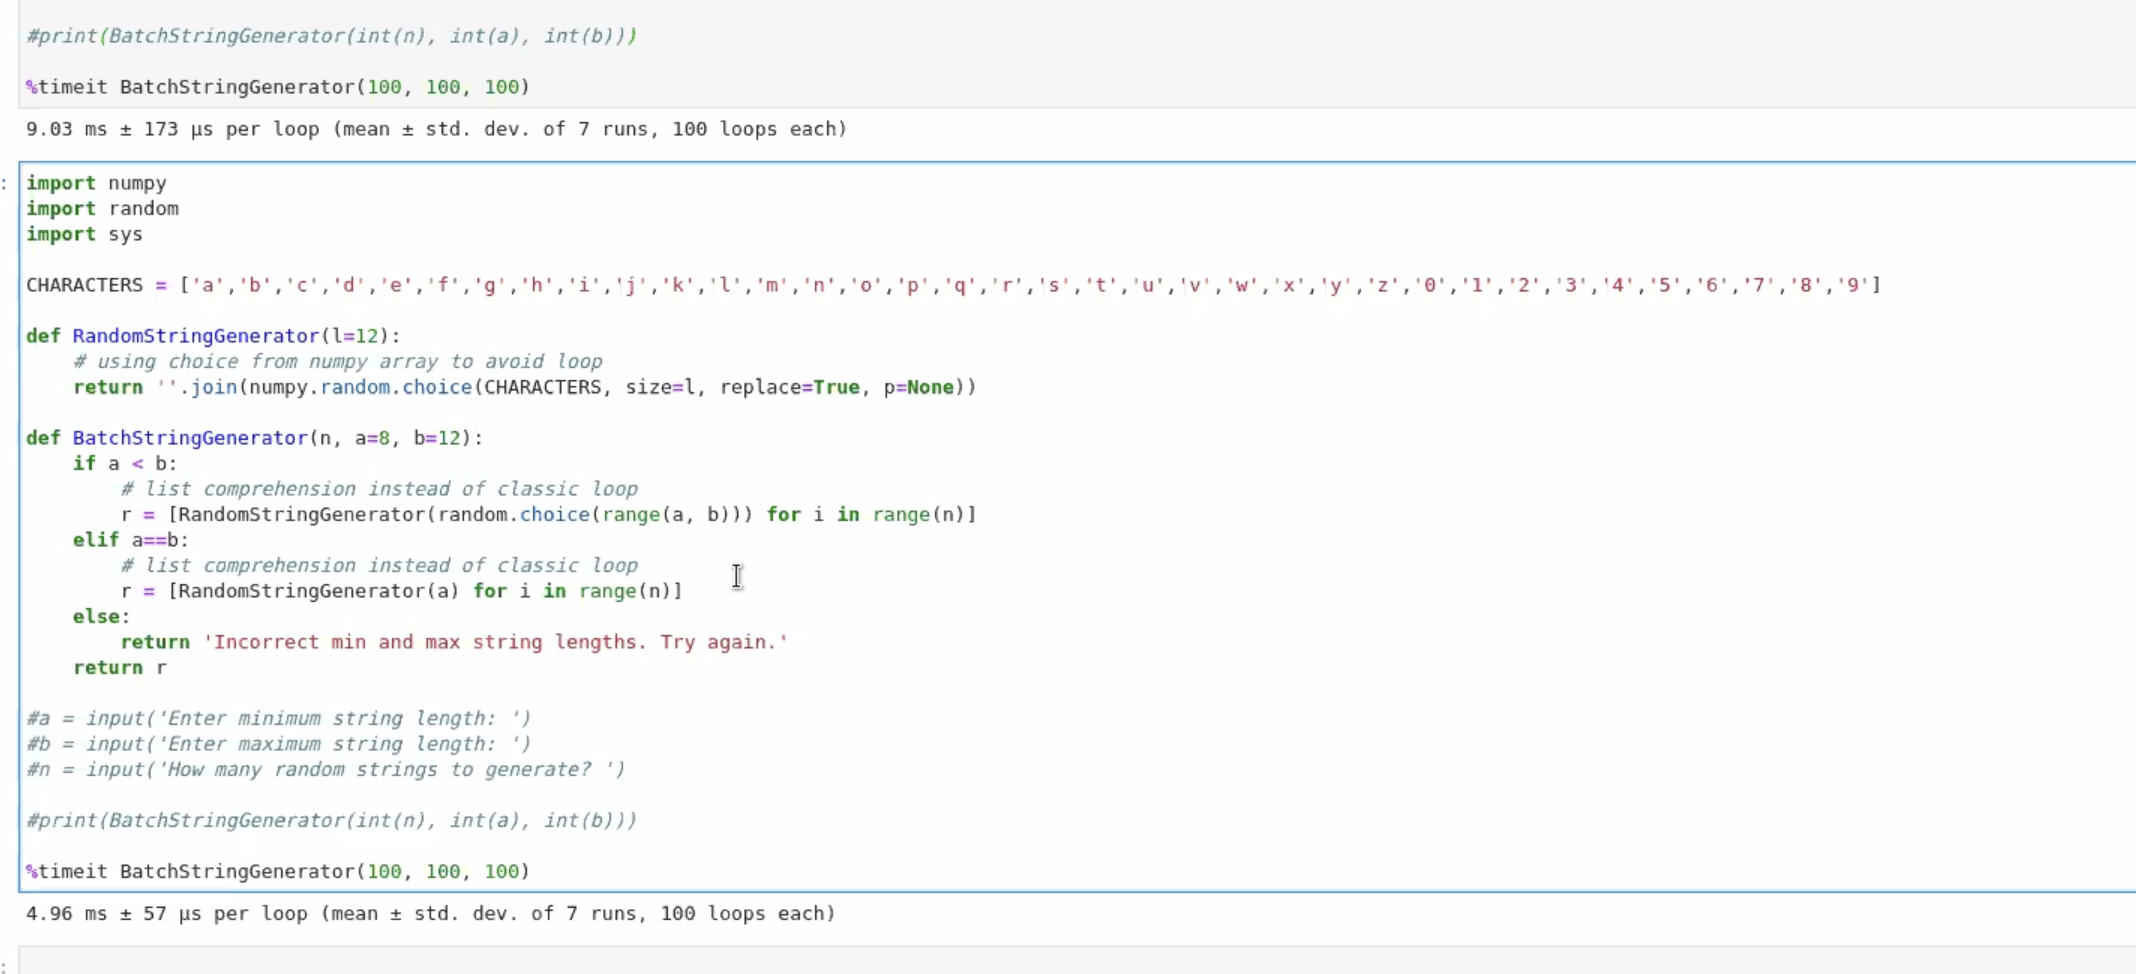 #print(BatchStringGenerator(int(n), int(a), int(b)))
%timeit BatchStringGenerator(100, 100, 100)
9.03 ms ± 173 µs per loop (mean ± std. dev. of 7 runs, 100 loops each)
:
import numpy
import random
import sys
CHARACTERS = ['a','b','c','d','e','f','g','h','i','j','k','l','m','n','o','p','q','r','s','t','u','v','w','x','y','z','0','1','2','3','4','5','6','7','8','9']
def RandomStringGenerator(l=12):
    # using choice from numpy array to avoid loop
    return ''.join(numpy.random.choice(CHARACTERS, size=l, replace=True, p=None))
def BatchStringGenerator(n, a=8, b=12):
    if a < b:
        # list comprehension instead of classic loop
        r = [RandomStringGenerator(random.choice(range(a, b))) for i in range(n)]
    elif a==b:
        # list comprehension instead of classic loop
        r = [RandomStringGenerator(a) for i in range(n)]
    else:
        return 'Incorrect min and max string lengths. Try again.'
    return r
#a = input('Enter minimum string length: ')
#b = input('Enter maximum string length: ')
#n = input('How many random strings to generate? ')
#print(BatchStringGenerator(int(n), int(a), int(b)))
%timeit BatchStringGenerator(100, 100, 100)
4.96 ms ± 57 µs per loop (mean ± std. dev. of 7 runs, 100 loops each)
: